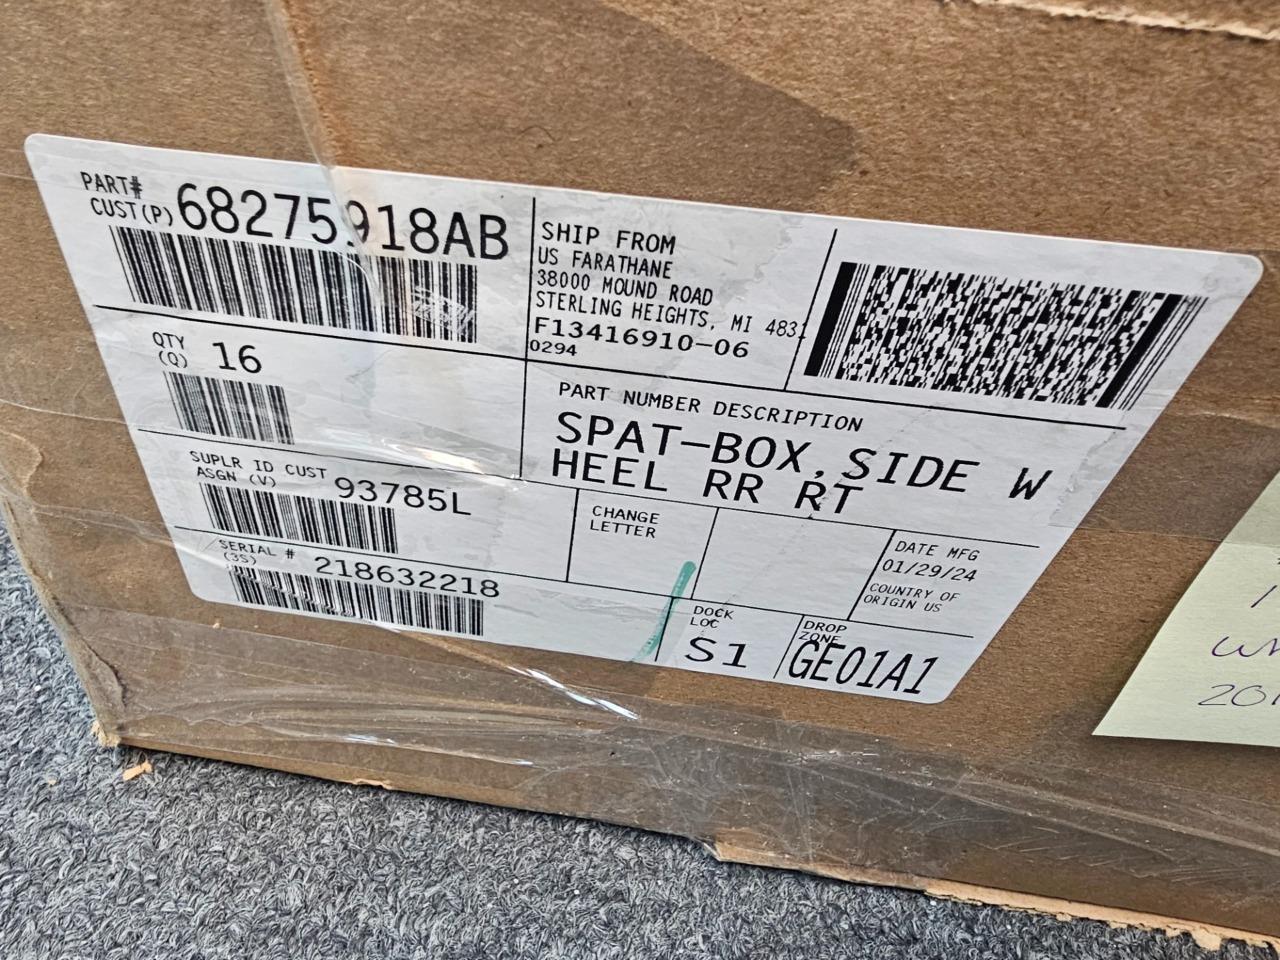 PART#
CUST(P) 68275918AB
SHIP FROM
US FARATHANE
38000 MOUND ROAD
STERLING HEIGHTS, MI 4831
F13416910-06
0294
QTY
(Q) 16
PART NUMBER DESCRIPTION
SPAT-BOX,SIDE W
HEEL RR RT
SUPLR ID CUST
ASGN (V) 93785L
CHANGE
LETTER
DATE MFG
01/29/24
COUNTRY OF
ORIGIN US
SERIAL #
(3S) 218632218
DOCK
LOC
S1
DROP
ZONE
GE01A1